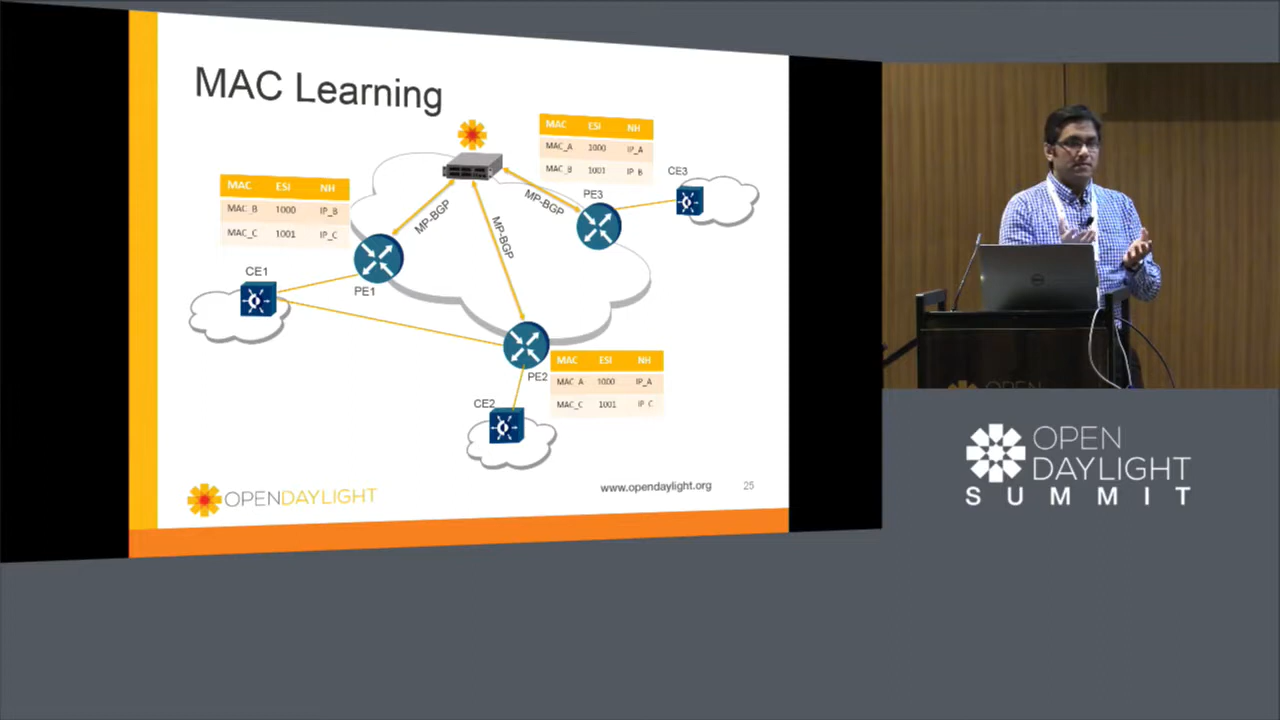 MAC Learning
MAC ESI NH
MAC_A 1000 IP_A
MAC_B 1001 IP_B
CE3
PE3
MP-BGP
MP-BGP
MP-BGP
MAC ESI NH
MAC_B 1000 IP_B
MAC_C 1001 IP_C
CE1
PE1
PE2
MAC ESI NH
MAC_A 1000 IP_A
MAC_C 1001 IP_C
CE2
OPENDAYLIGHT
www.opendaylight.org 25
DELL
OPEN
OPEN
DAYLIGHT
SUMMIT